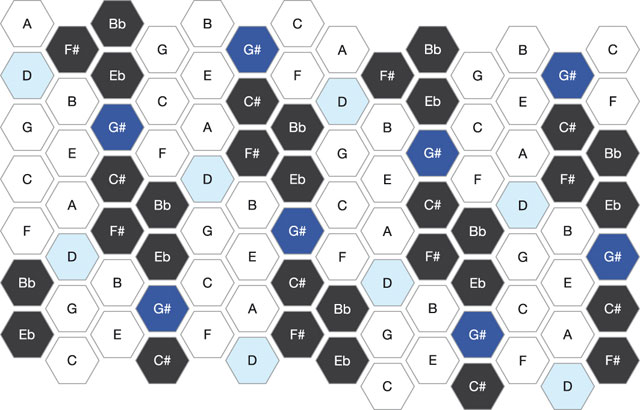 A Bb B C
F# G G# A Bb B C
D Eb E F F# G G#
B C C# D Eb E F
G G# A Bb B C C#
E F F# G G# A Bb
C C# D Eb E F F#
A Bb B C C# D Eb
F F# G G# A Bb B
D Eb E F F# G G#
Bb B C C# D Eb E
G G# A Bb B C C#
Eb E F F# G G# A
C C# D Eb E F F#
C C# D